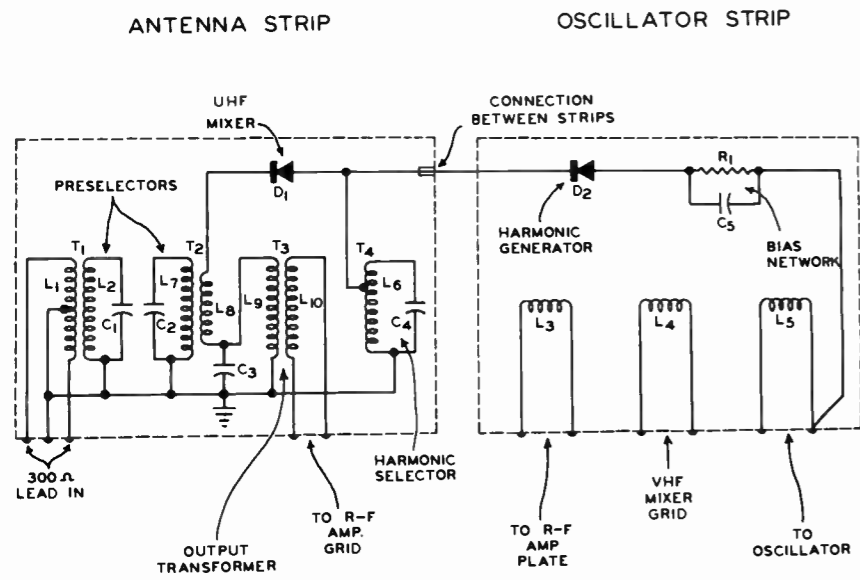 ANTENNA STRIP
OSCILLATOR STRIP
UHF
MIXER
CONNECTION
BETWEEN STRIPS
PRESELECTORS
D1
D2
R1
C5
HARMONIC
GENERATOR
BIAS
NETWORK
T1
T2
T3
T4
L1
L2
C1
L7
C2
L8
L9
L10
L6
C4
C3
L3
L4
L5
300Ω
LEAD IN
OUTPUT
TRANSFORMER
TO R-F
AMP.
GRID
HARMONIC
SELECTOR
TO R-F
AMP
PLATE
VHF
MIXER
GRID
TO
OSCILLATOR